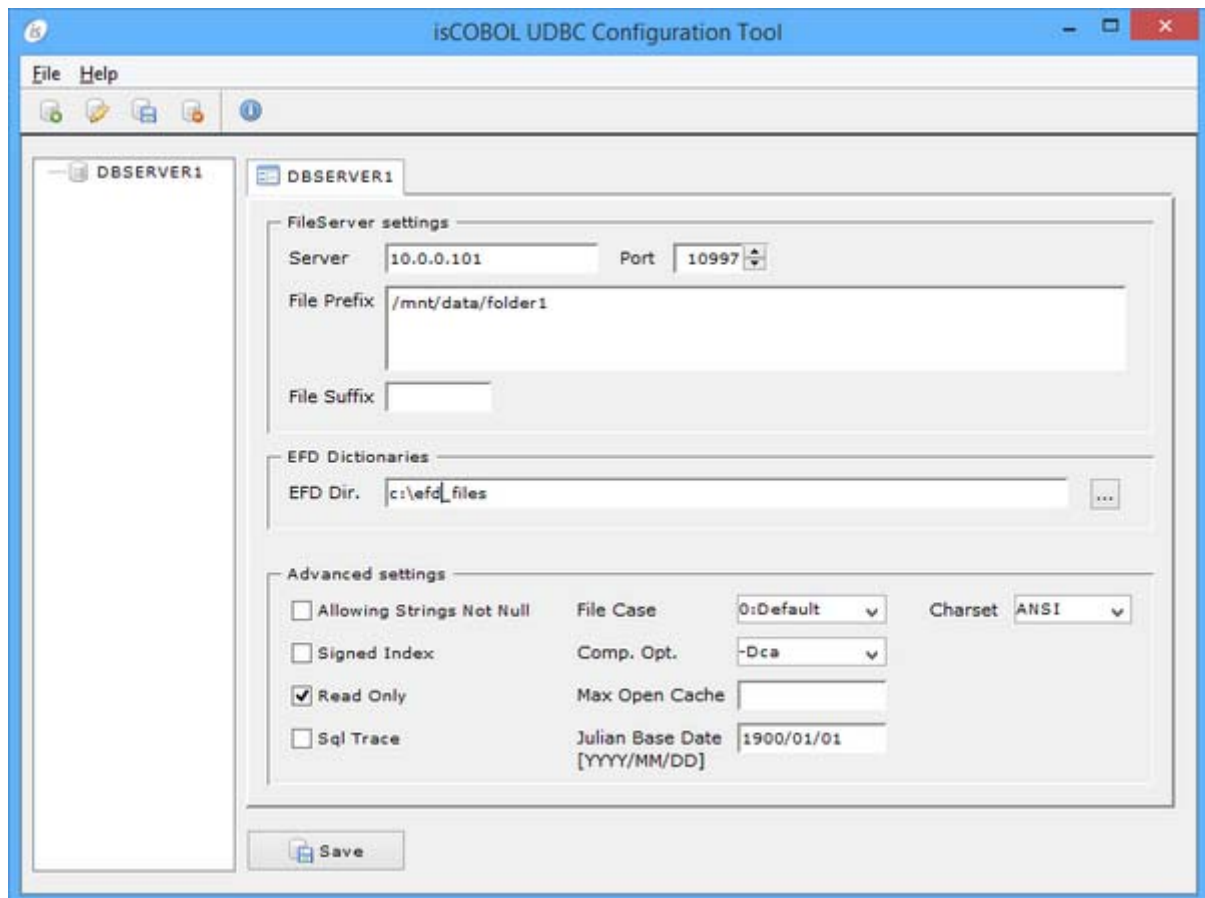 is
isCOBOL UDBC Configuration Tool
File Help
DBSERVER1
DBSERVER1
FileServer settings
Server 10.0.0.101 Port 10997
File Prefix /mnt/data/folder1
File Suffix
EFD Dictionaries
EFD Dir. c:\efd_files ...
Advanced settings
Allowing Strings Not Null File Case 0:Default Charset ANSI
Signed Index Comp. Opt. -Dca
Read Only Max Open Cache
Sql Trace Julian Base Date 1900/01/01
[YYYY/MM/DD]
Save